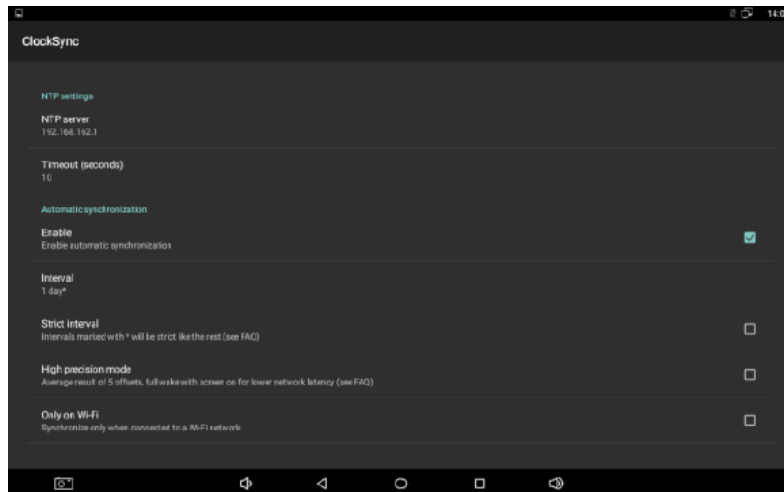 14:0
ClockSync
NTP settings
NTP server
192.168.162.1
Timeout (seconds)
10
Automatic synchronization
Enable
Enable automatic synchronization
Interval
1 day*
Strict interval
Intervals marked with * will be strict like the rest (see FAQ)
High precision mode
Average result of 5 offsets, full wake with screen on for lower network latency (see FAQ)
Only on Wi-Fi
Synchronize only when connected to a Wi-Fi network